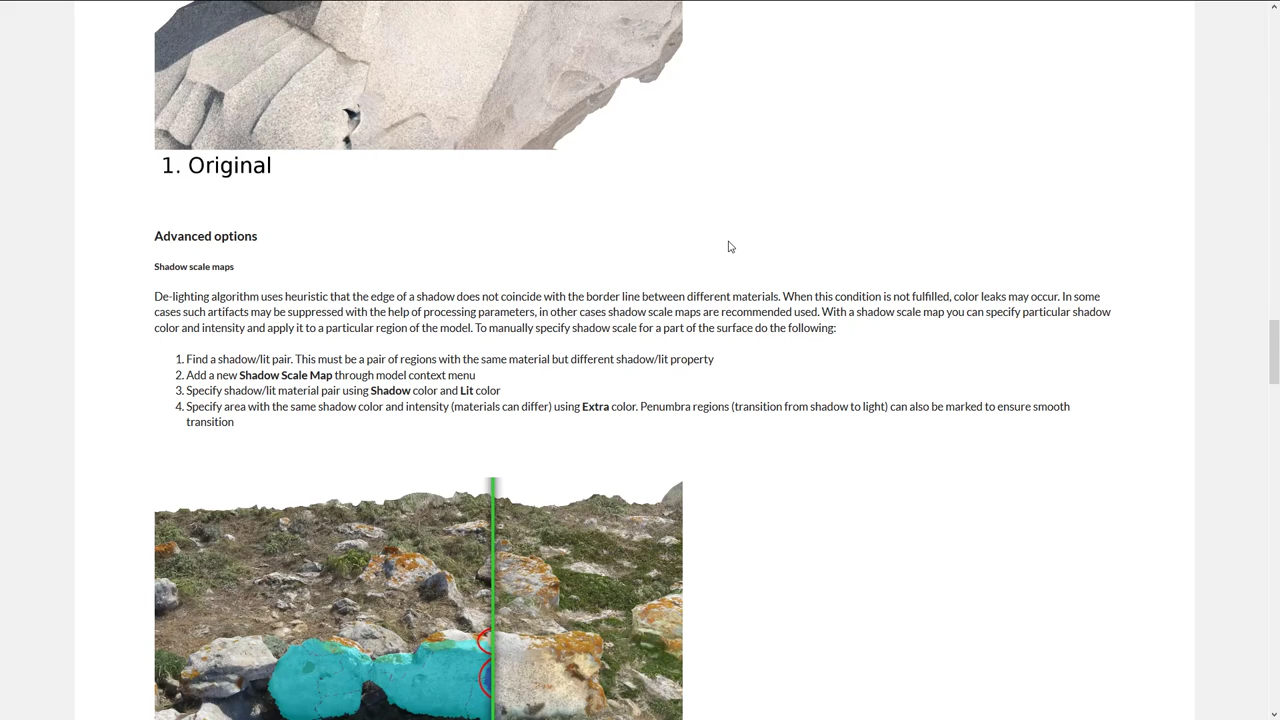 1. Original
Advanced options
Shadow scale maps
De-lighting algorithm uses heuristic that the edge of a shadow does not coincide with the border line between different materials. When this condition is not fulfilled, color leaks may occur. In some
cases such artifacts may be suppressed with the help of processing parameters, in other cases shadow scale maps are recommended used. With a shadow scale map you can specify particular shadow
color and intensity and apply it to a particular region of the model. To manually specify shadow scale for a part of the surface do the following:
1. Find a shadow/lit pair. This must be a pair of regions with the same material but different shadow/lit property
2. Add a new Shadow Scale Map through model context menu
3. Specify shadow/lit material pair using Shadow color and Lit color
4. Specify area with the same shadow color and intensity (materials can differ) using Extra color. Penumbra regions (transition from shadow to light) can also be marked to ensure smooth
transition